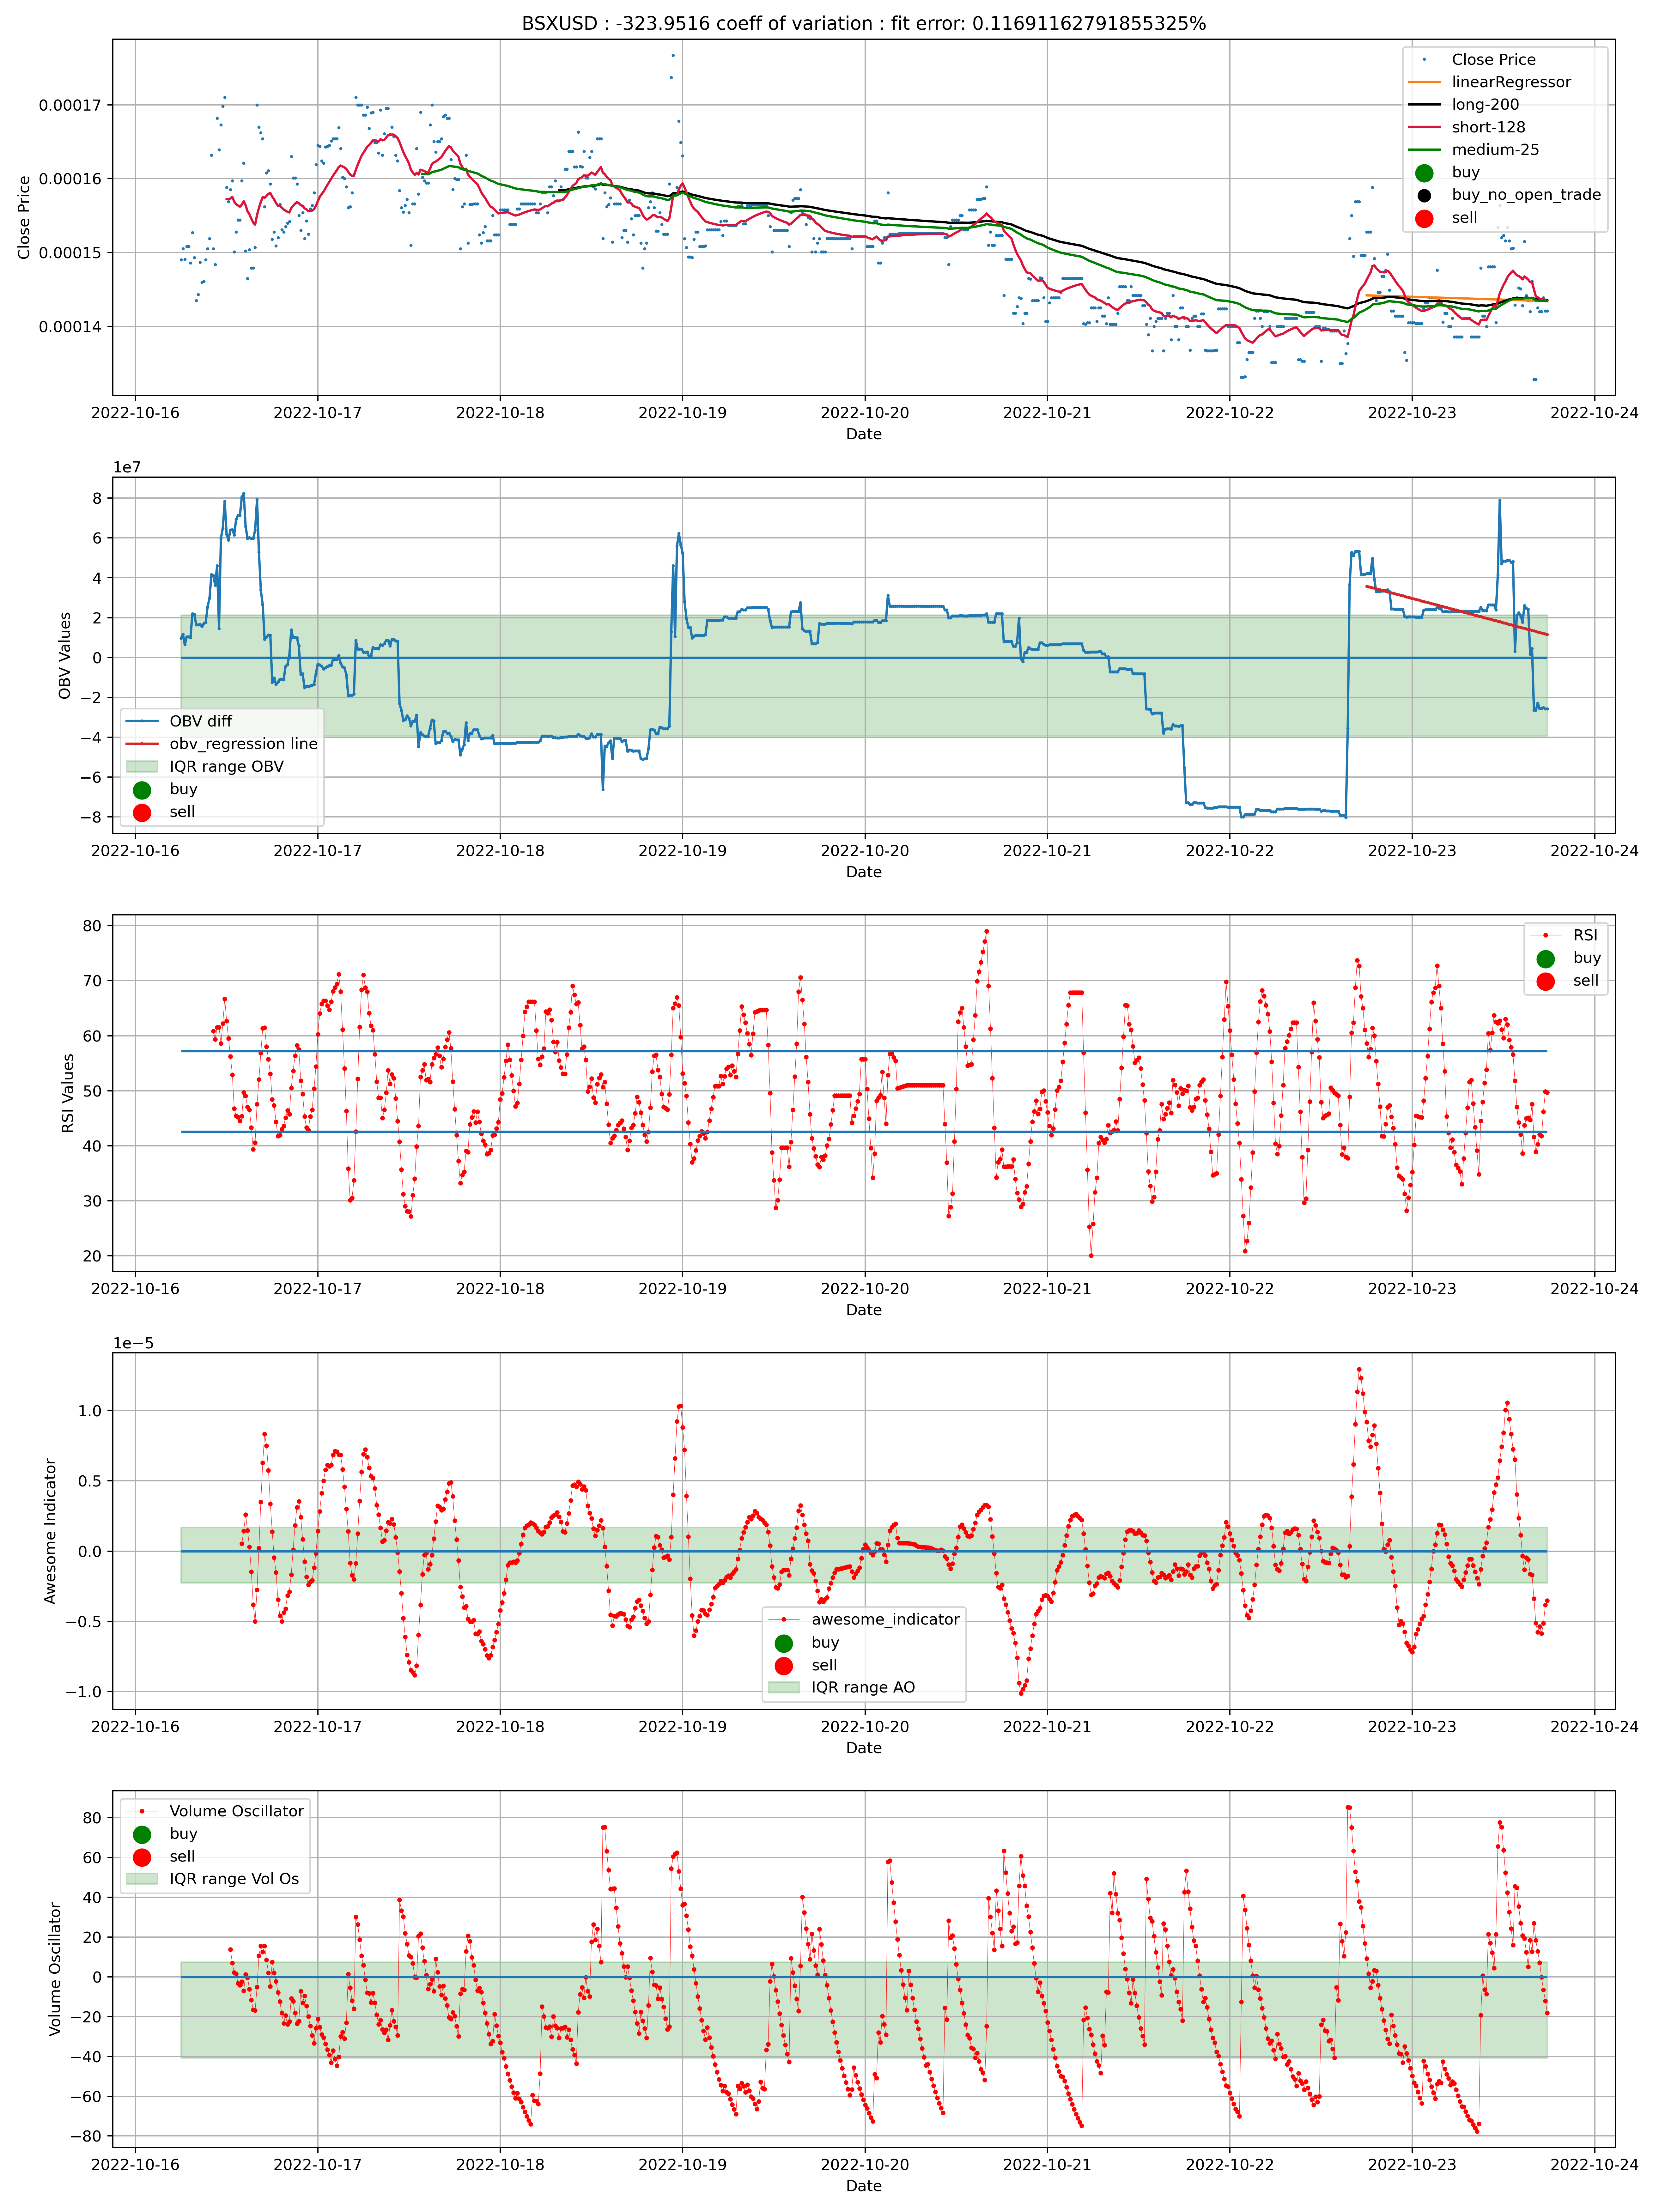 BSXUSD : -323.9516 coeff of variation : fit error: 0.11691162791855325%
Close Price
0.00017
0.00016
0.00015
0.00014
Close Price
linearRegressor
long-200
short-128
medium-25
buy
buy_no_open_trade
sell
2022-10-16 2022-10-17 2022-10-18 2022-10-19 2022-10-20 2022-10-21 2022-10-22 2022-10-23 2022-10-24
Date
1e7
OBV Values
8
6
4
2
0
−2
−4
−6
−8
OBV diff
obv_regression line
IQR range OBV
buy
sell
2022-10-16 2022-10-17 2022-10-18 2022-10-19 2022-10-20 2022-10-21 2022-10-22 2022-10-23 2022-10-24
Date
RSI Values
80
70
60
50
40
30
20
RSI
buy
sell
2022-10-16 2022-10-17 2022-10-18 2022-10-19 2022-10-20 2022-10-21 2022-10-22 2022-10-23 2022-10-24
Date
1e−5
Awesome Indicator
1.0
0.5
0.0
−0.5
−1.0
awesome_indicator
buy
sell
IQR range AO
2022-10-16 2022-10-17 2022-10-18 2022-10-19 2022-10-20 2022-10-21 2022-10-22 2022-10-23 2022-10-24
Date
Volume Oscillator
80
60
40
20
0
−20
−40
−60
−80
Volume Oscillator
buy
sell
IQR range Vol Os
2022-10-16 2022-10-17 2022-10-18 2022-10-19 2022-10-20 2022-10-21 2022-10-22 2022-10-23 2022-10-24
Date